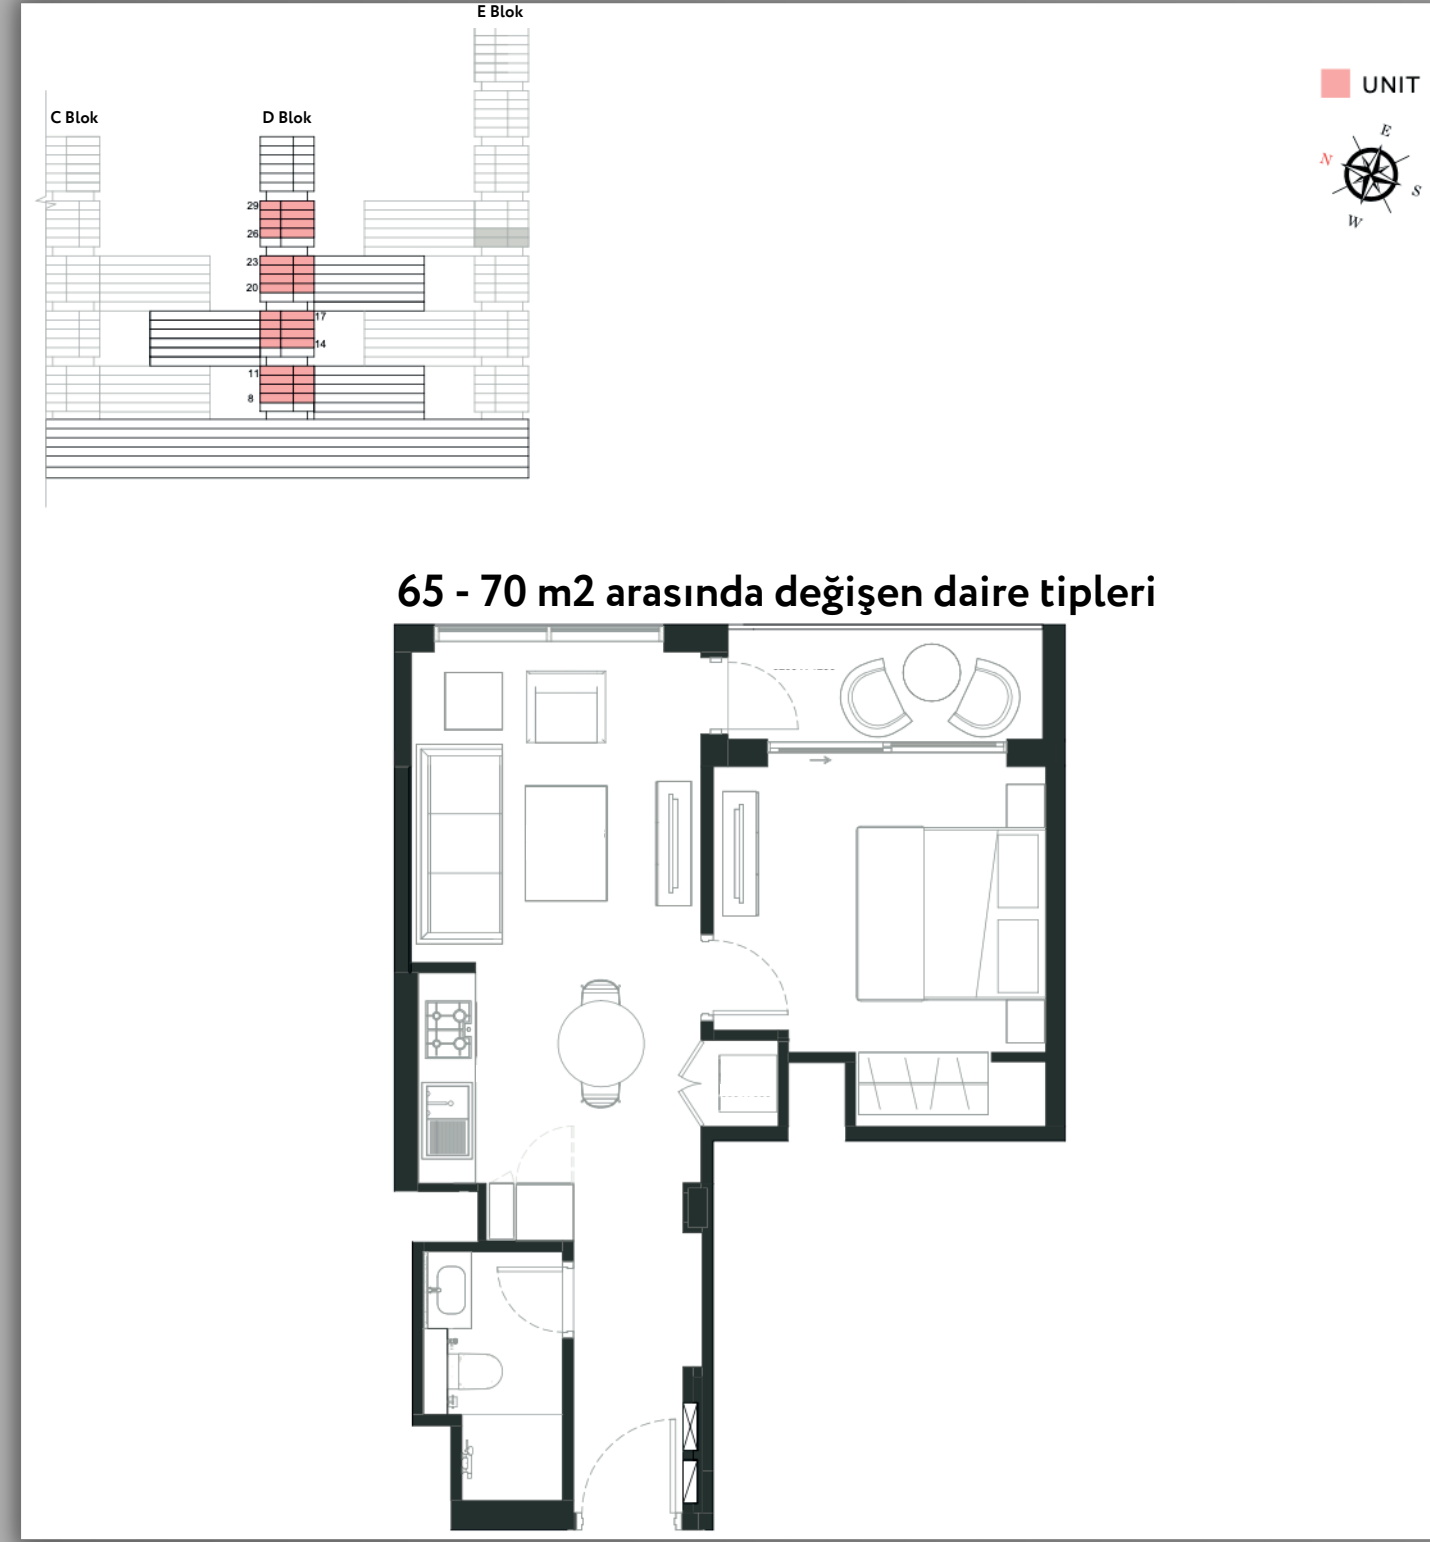 E Blok
UNIT
C Blok
D Blok
E
N
S
W
29
26
23
20
17
14
11
8
65 - 70 m2 arasında değişen daire tipleri